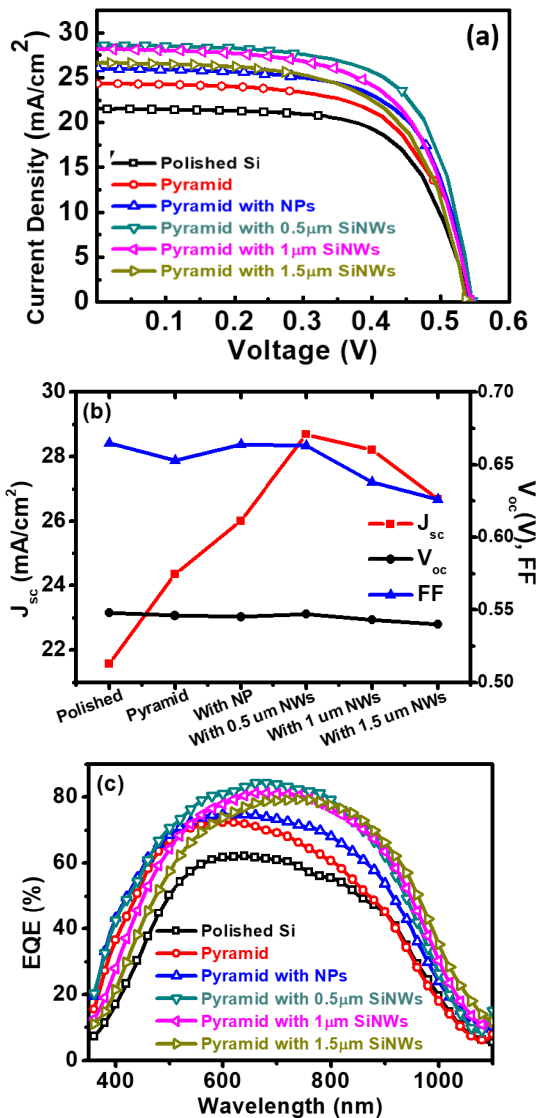 (a)
30
25
20
15
10
5
0
Current Density (mA/cm²)
Polished Si
Pyramid
Pyramid with NPs
Pyramid with 0.5μm SiNWs
Pyramid with 1μm SiNWs
Pyramid with 1.5μm SiNWs
0.1 0.2 0.3 0.4 0.5 0.6
Voltage (V)
(b)
30
28
26
24
22
J_sc (mA/cm²)
0.70
0.65
0.60
0.55
0.50
V_oc (V), FF
J_sc
V_oc
FF
Polished
Pyramid
With NP
With 0.5 um NWs
With 1 um NWs
With 1.5 um NWs
(c)
80
60
40
20
0
EQE (%)
Polished Si
Pyramid
Pyramid with NPs
Pyramid with 0.5μm SiNWs
Pyramid with 1μm SiNWs
Pyramid with 1.5μm SiNWs
400 600 800 1000
Wavelength (nm)